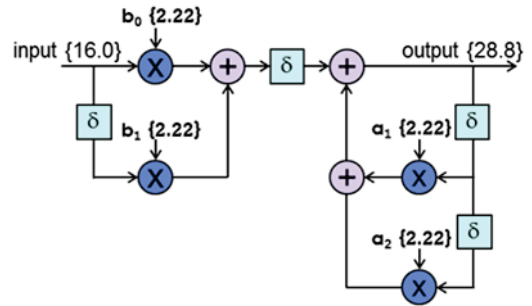 b₀ {2.22}
input {16.0}
output {28.8}
X
+
δ
+
δ
δ
b₁ {2.22}
a₁ {2.22}
X
+
X
δ
a₂ {2.22}
X